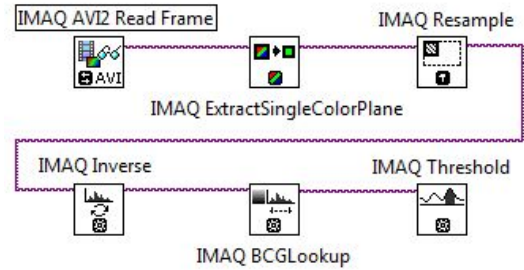 IMAQ AVI2 Read Frame
IMAQ Resample
AVI
IMAQ ExtractSingleColorPlane
IMAQ Inverse
IMAQ Threshold
IMAQ BCGLookup